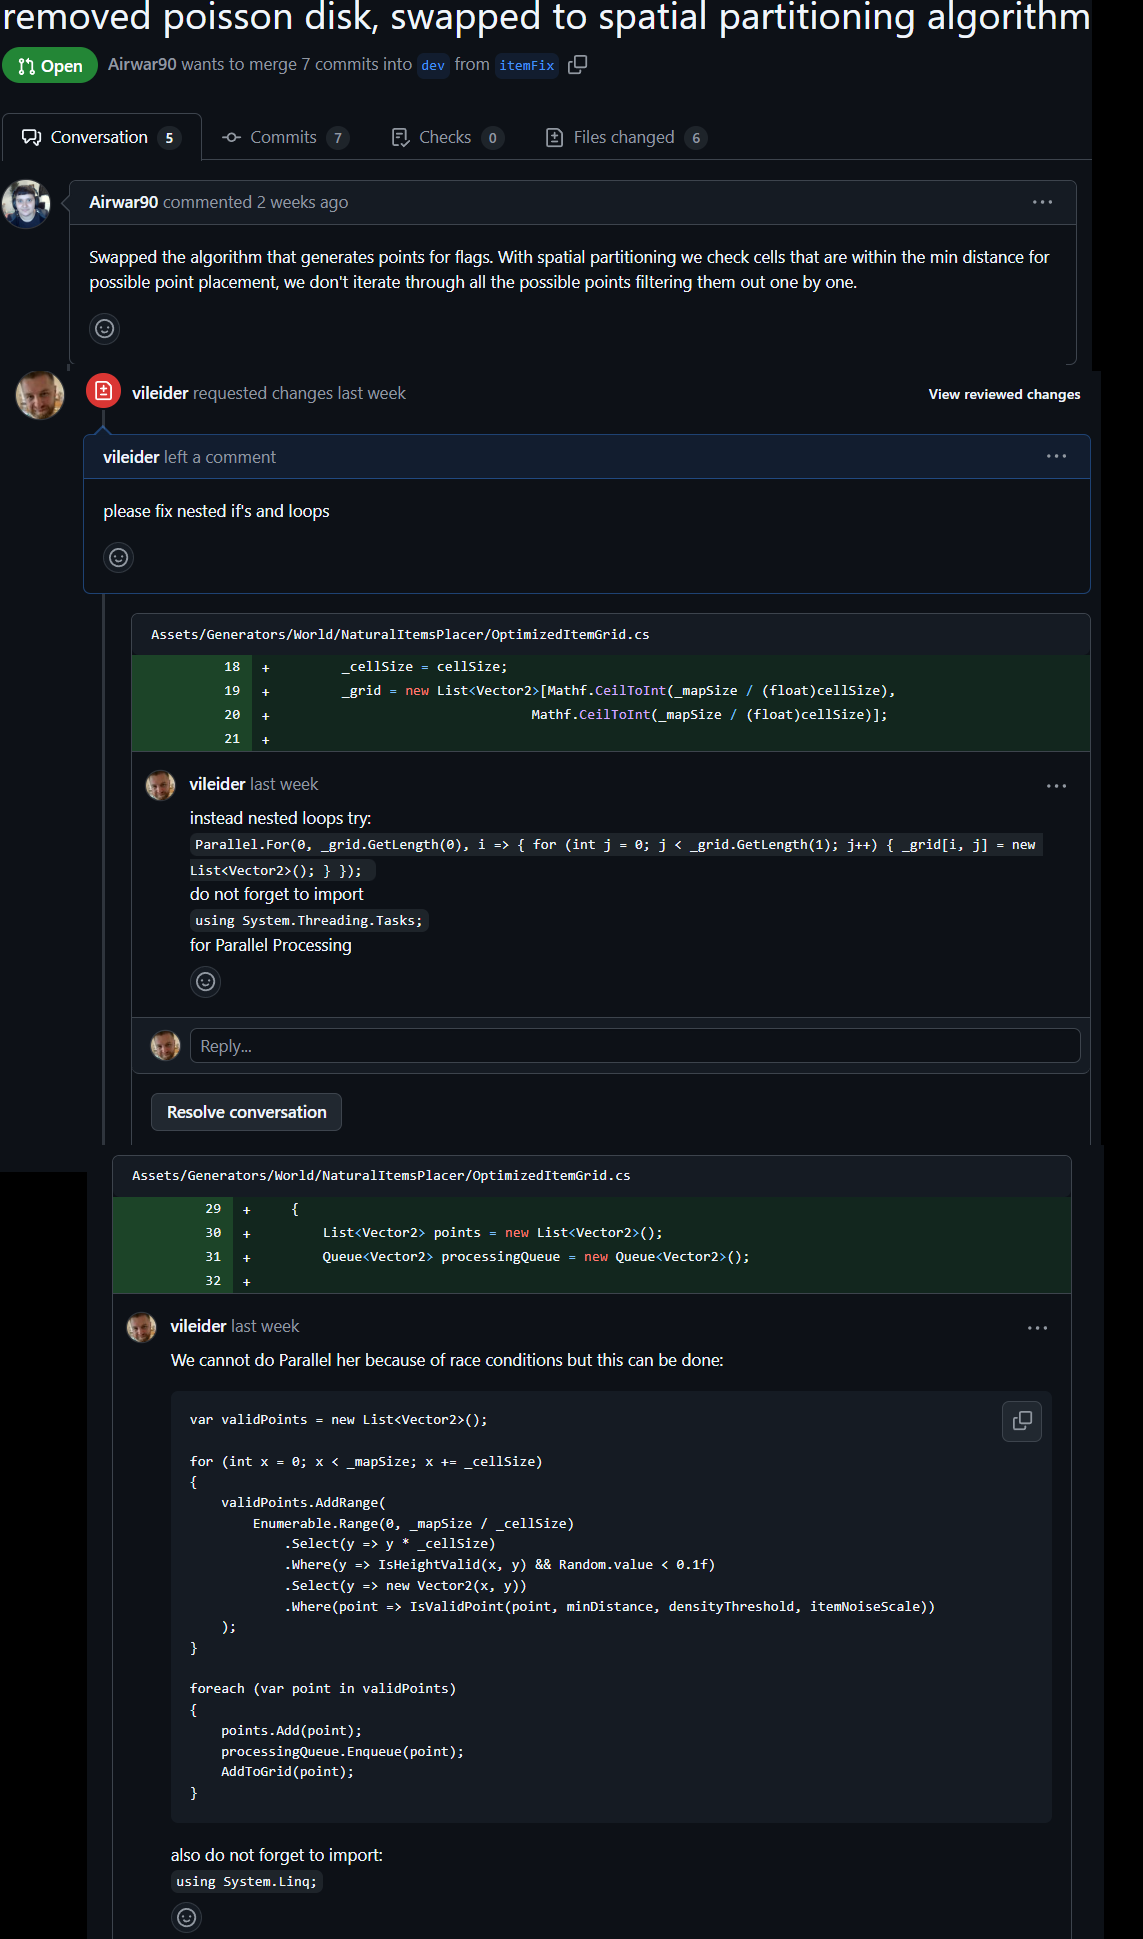 removed poisson disk, swapped to spatial partitioning algorithm
Open Airwar90 wants to merge 7 commits into dev from itemFix
Conversation 5 Commits 7 Checks 0 Files changed 6
Airwar90 commented 2 weeks ago
Swapped the algorithm that generates points for flags. With spatial partitioning we check cells that are within the min distance for
possible point placement, we don't iterate through all the possible points filtering them out one by one.
vileider requested changes last week View reviewed changes
vileider left a comment
please fix nested if's and loops
Assets/Generators/World/NaturalItemsPlacer/OptimizedItemGrid.cs
18 + _cellSize = cellSize;
19 + _grid = new List<Vector2>[Mathf.CeilToInt(_mapSize / (float)cellSize),
20 + Mathf.CeilToInt(_mapSize / (float)cellSize)];
21 +
vileider last week
instead nested loops try:
Parallel.For(0, _grid.GetLength(0), i => { for (int j = 0; j < _grid.GetLength(1); j++) { _grid[i, j] = new
List<Vector2>(); } });
do not forget to import
using System.Threading.Tasks;
for Parallel Processing
Reply...
Resolve conversation
Assets/Generators/World/NaturalItemsPlacer/OptimizedItemGrid.cs
29 + {
30 + List<Vector2> points = new List<Vector2>();
31 + Queue<Vector2> processingQueue = new Queue<Vector2>();
32 +
vileider last week
We cannot do Parallel her because of race conditions but this can be done:
var validPoints = new List<Vector2>();
for (int x = 0; x < _mapSize; x += _cellSize)
{
validPoints.AddRange(
Enumerable.Range(0, _mapSize / _cellSize)
.Select(y => y * _cellSize)
.Where(y => IsHeightValid(x, y) && Random.value < 0.1f)
.Select(y => new Vector2(x, y))
.Where(point => IsValidPoint(point, minDistance, densityThreshold, itemNoiseScale))
);
}
foreach (var point in validPoints)
{
points.Add(point);
processingQueue.Enqueue(point);
AddToGrid(point);
}
also do not forget to import:
using System.Linq;